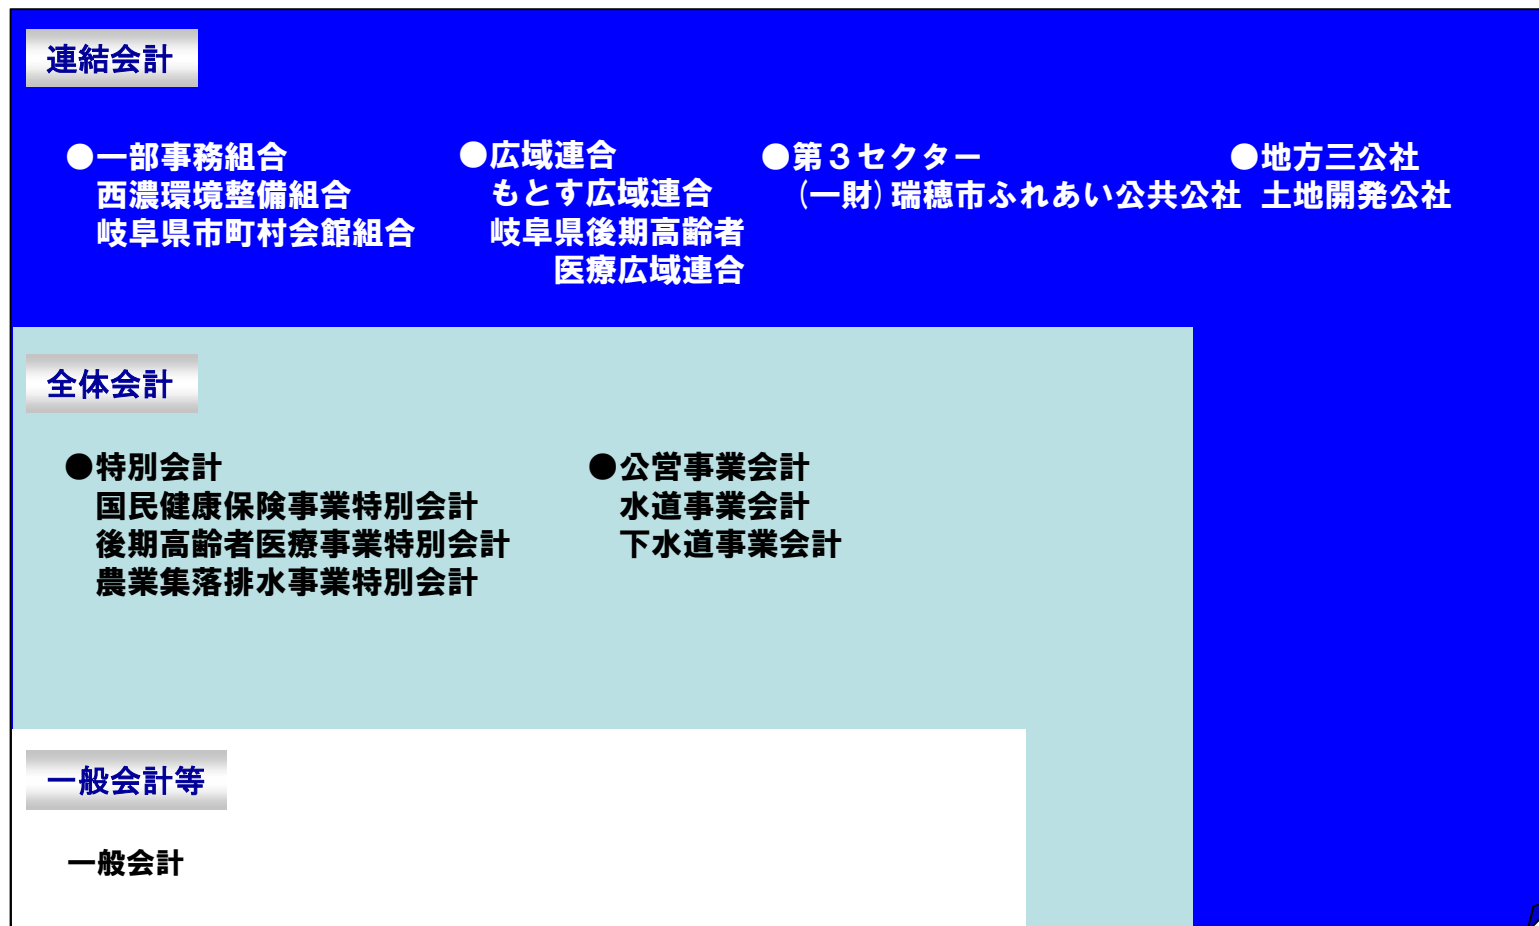 連結会計
●一部事務組合
西濃環境整備組合
岐阜県市町村会館組合
●広域連合
もとす広域連合
岐阜県後期高齢者
医療広域連合
●第３セクター
(一財)瑞穂市ふれあい公共公社
●地方三公社
土地開発公社
全体会計
●特別会計
国民健康保険事業特別会計
後期高齢者医療事業特別会計
農業集落排水事業特別会計
●公営事業会計
水道事業会計
下水道事業会計
一般会計等
一般会計